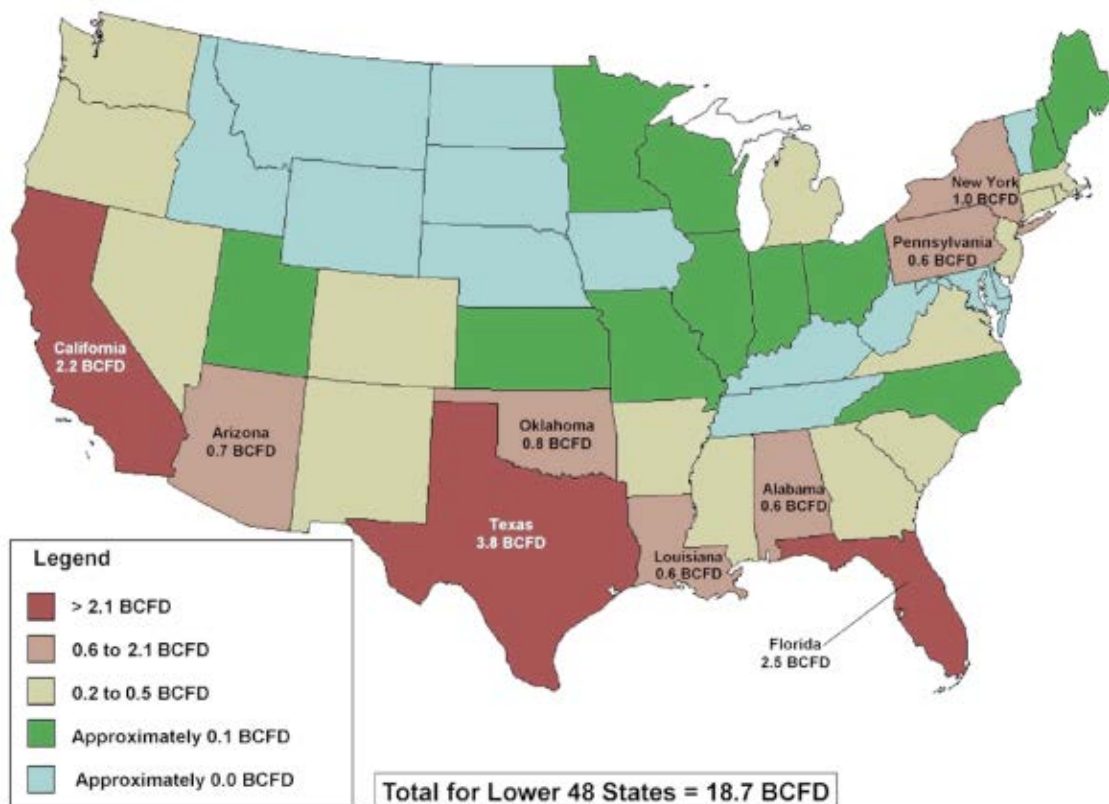 New York
1.0 BCFD
Pennsylvania
0.6 BCFD
California
2.2 BCFD
Arizona
0.7 BCFD
Oklahoma
0.8 BCFD
Alabama
0.6 BCFD
Texas
3.8 BCFD
Louisiana
0.6 BCFD
Florida
2.5 BCFD
Legend
> 2.1 BCFD
0.6 to 2.1 BCFD
0.2 to 0.5 BCFD
Approximately 0.1 BCFD
Approximately 0.0 BCFD
Total for Lower 48 States = 18.7 BCFD